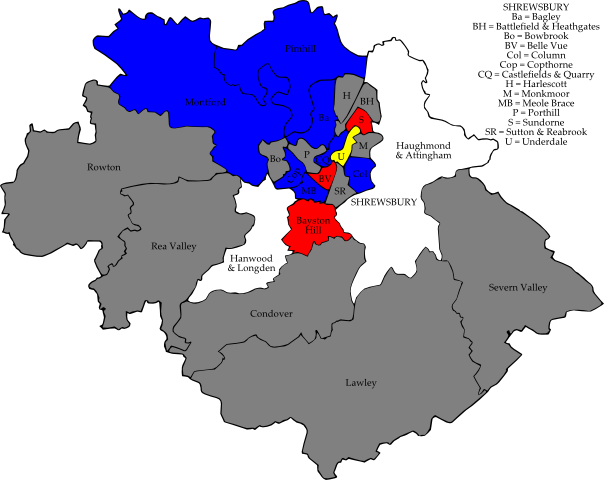 SHREWSBURY
Ba = Bagley
BH = Battlefield & Heathgates
Bo = Bowbrook
BV = Belle Vue
Col = Column
Cop = Copthorne
CQ = Castlefields & Quarry
H = Harlescott
M = Monkmoor
MB = Meole Brace
P = Porthill
S = Sundorne
SR = Sutton & Reabrook
U = Underdale
Pimhill
Montford
H
BH
Ba
S
Haughmond
& Attingham
M
P
Bo
U
CQ
Rowton
Col
BV
Cop
MB
SR
SHREWSBURY
Bayston
Hill
Rea Valley
Hanwood
& Longden
Severn Valley
Condover
Lawley